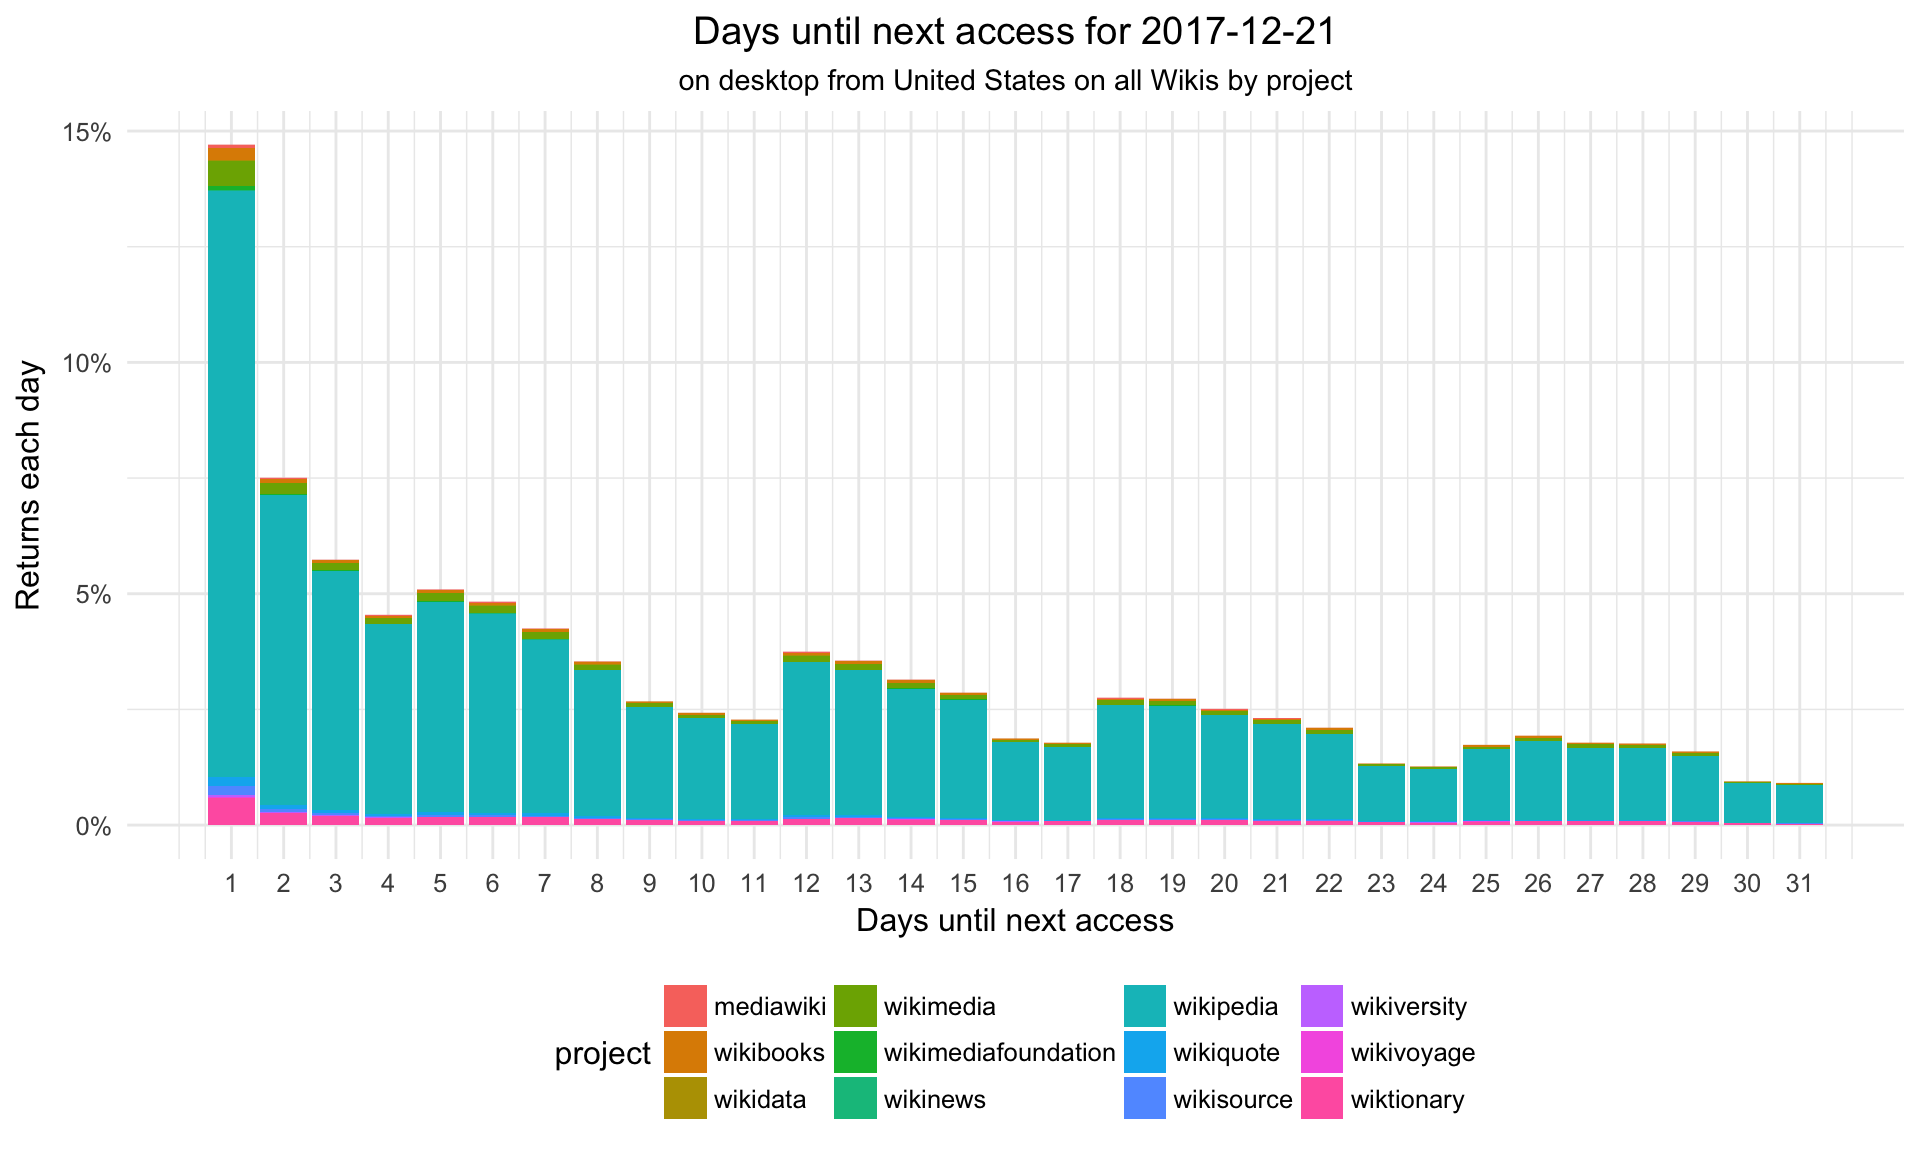 Days until next access for 2017-12-21
on desktop from United States on all Wikis by project
Returns each day
15%
10%
5%
0%
1 2 3 4 5 6 7 8 9 10 11 12 13 14 15 16 17 18 19 20 21 22 23 24 25 26 27 28 29 30 31
Days until next access
project
mediawiki wikimedia wikipedia wikiversity
wikibooks wikimediafoundation wikiquote wikivoyage
wikidata wikinews wikisource wiktionary